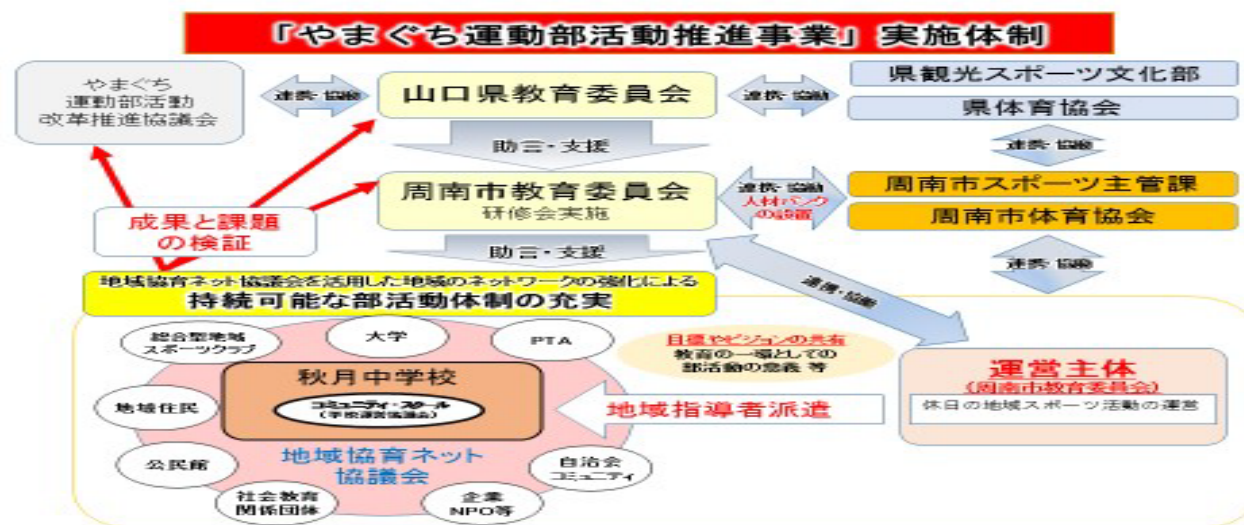 「やまぐち運動部活動推進事業」実施体制
やまぐち
運動部活動
改革推進協議会
連携・協働
山口県教育委員会
連携・協働
県観光スポーツ文化部
県体育協会
助言・支援
連携・協働
周南市教育委員会
研修会実施
連携・協働
人材バンク
の設置
周南市スポーツ主管課
周南市体育協会
成果と課題
の検証
助言・支援
連携・協働
連携・協働
地域協育ネット協議会を活用した地域のネットワークの強化による
持続可能な部活動体制の充実
総合型地域
スポーツクラブ
大学
PTA
目標やビジョンの共有
教育の一環としての
部活動の意義 等
運営主体
(周南市教育委員会)
休日の地域スポーツ活動の運営
秋月中学校
コミュニティ・スクール
(学校運営協議会)
地域指導者派遣
地域住民
地域協育ネット
協議会
公民館
自治会
コミュニティ
社会教育
関係団体
企業
NPO等